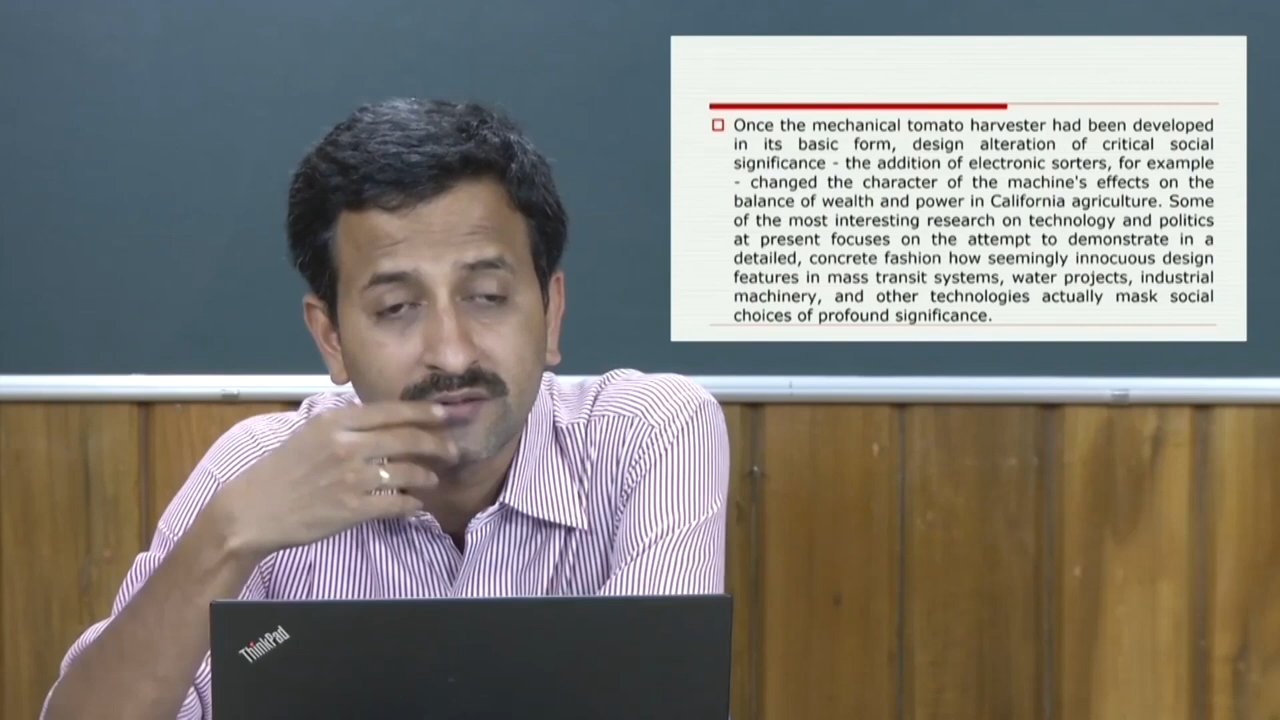 Once the mechanical tomato harvester had been developed
in its basic form, design alteration of critical social
significance - the addition of electronic sorters, for example
- changed the character of the machine's effects on the
balance of wealth and power in California agriculture. Some
of the most interesting research on technology and politics
at present focuses on the attempt to demonstrate in a
detailed, concrete fashion how seemingly innocuous design
features in mass transit systems, water projects, industrial
machinery, and other technologies actually mask social
choices of profound significance.
ThinkPad